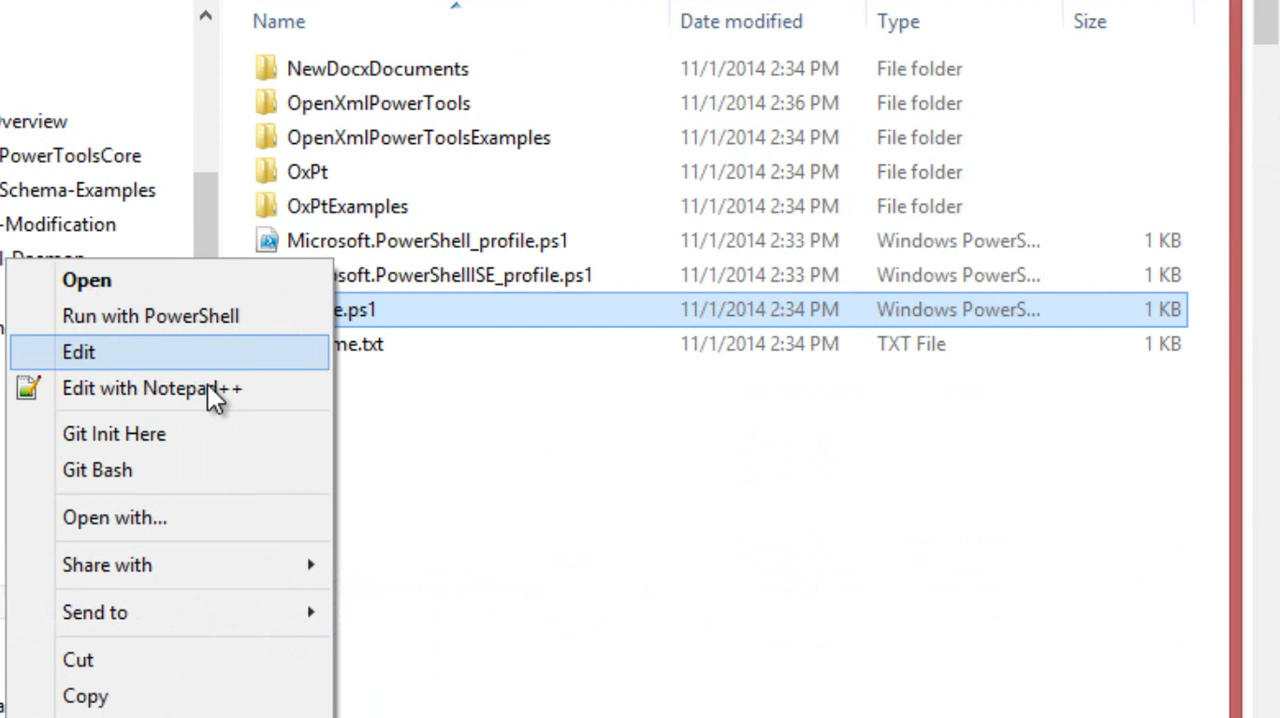 Name Date modified Type Size
NewDocxDocuments 11/1/2014 2:34 PM File folder
OpenXmlPowerTools 11/1/2014 2:36 PM File folder
OpenXmlPowerToolsExamples 11/1/2014 2:34 PM File folder
OxPt 11/1/2014 2:34 PM File folder
OxPtExamples 11/1/2014 2:34 PM File folder
Microsoft.PowerShell_profile.ps1 11/1/2014 2:33 PM Windows PowerS... 1 KB
osoft.PowerShellISE_profile.ps1 11/1/2014 2:33 PM Windows PowerS... 1 KB
e.ps1 11/1/2014 2:34 PM Windows PowerS... 1 KB
me.txt 11/1/2014 2:34 PM TXT File 1 KB
verview
PowerToolsCore
Schema-Examples
-Modification
Open
Run with PowerShell
Edit
Edit with Notepad++
Git Init Here
Git Bash
Open with...
Share with
Send to
Cut
Copy